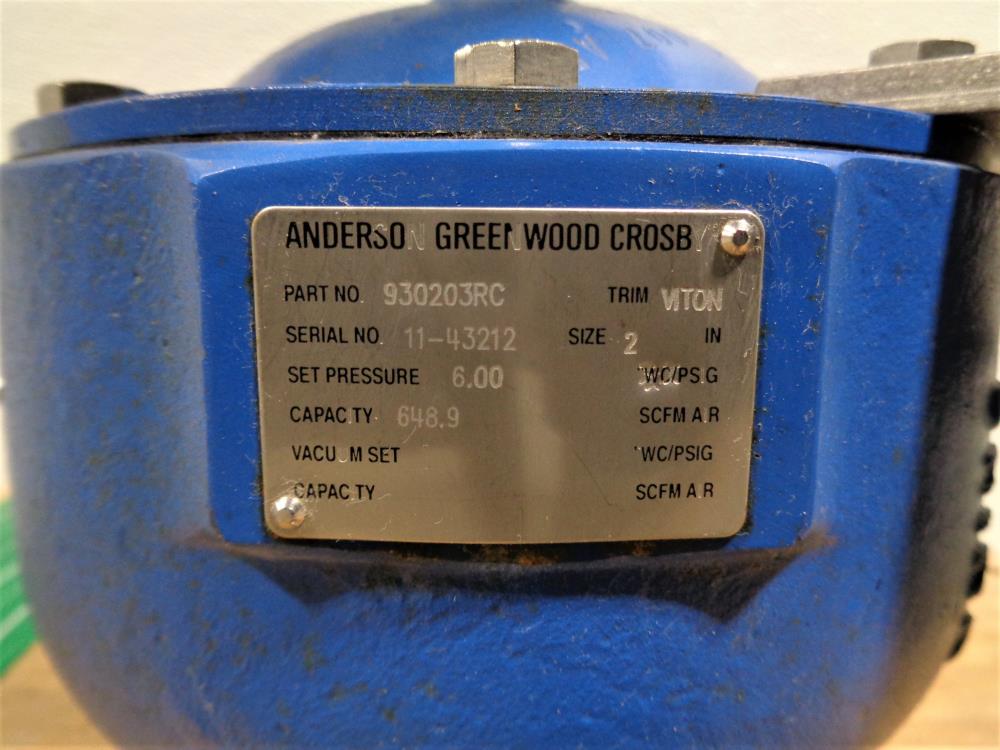 ANDERSON GREENWOOD CROSBY
PART NO. 930203RC TRIM VITON
SERIAL NO. 11-43212 SIZE 2 IN
SET PRESSURE 6.00 "WC/PSIG
CAPACITY 648.9 SCFM AIR
VACUUM SET "WC/PSIG
CAPACITY SCFM AIR